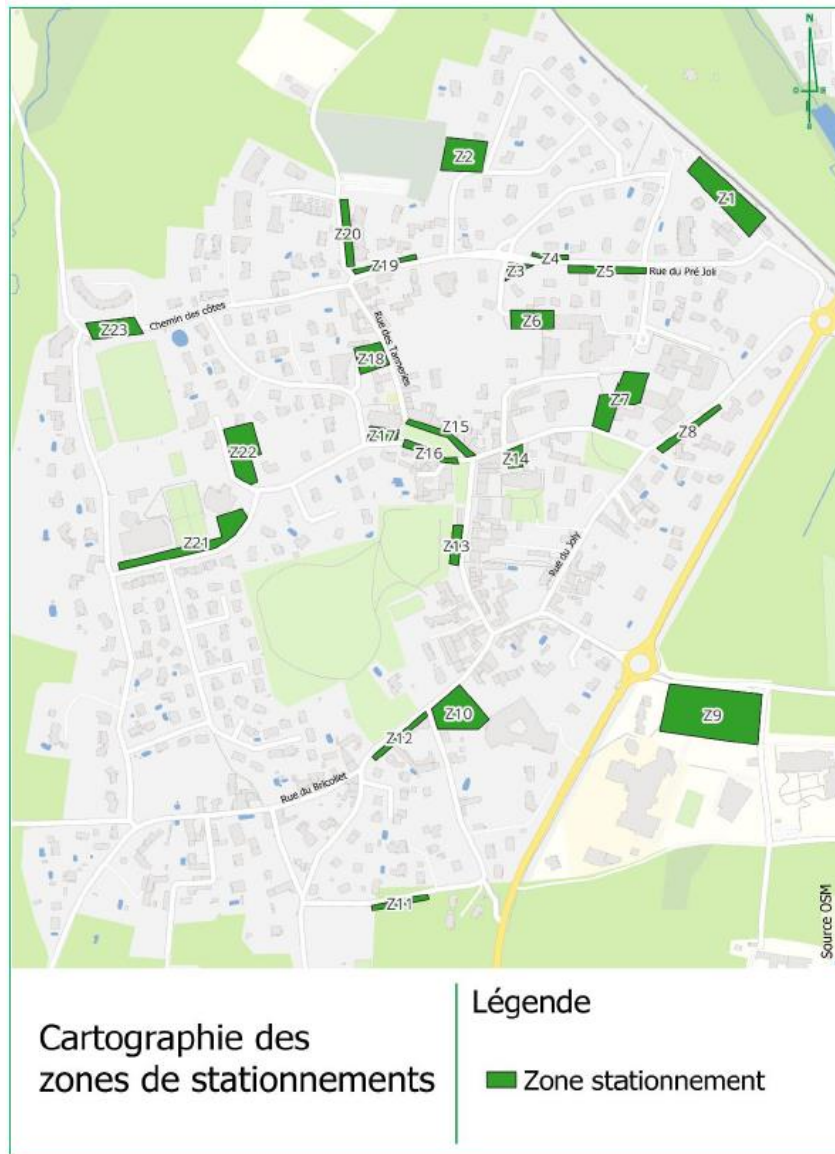 N
O
E
S
Z2
Z1
Z20
Z19
Z4
Z3
Z5
Rue du Pré Joli
Z6
Z23
Chemin des côtes
Rue des Tanneries
Z18
Z7
Z8
Z15
Z17
Z16
Z14
Z22
Z21
Z13
Rue du Joly
Z9
Z10
Z12
Rue du Bricollet
Z11
Source OSM
Cartographie des
zones de stationnements
Légende
Zone stationnement